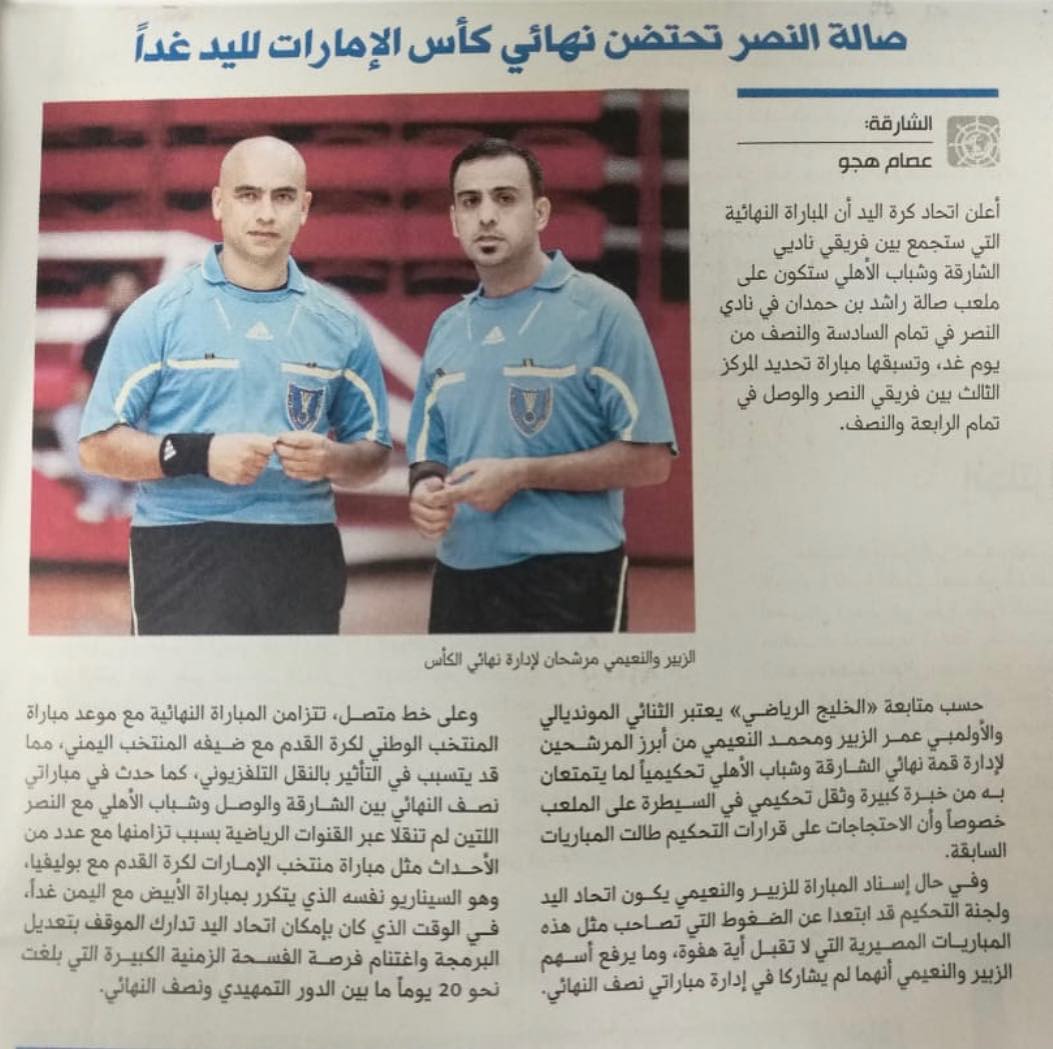 صالة النصر تحتضن نهائي كأس الإمارات لليد غداً
الشارقة:
عصام هجو
أعلن اتحاد كرة اليد أن المباراة النهائية
التي ستجمع بين فريقي ناديي
الشارقة وشباب الأهلي ستكون على
ملعب صالة راشد بن حمدان في نادي
النصر في تمام السادسة والنصف من
يوم غد، وتسبقها مباراة تحديد المركز
الثالث بين فريقي النصر والوصل في
تمام الرابعة والنصف.
الزبير والنعيمي مرشحان لإدارة نهائي الكأس
حسب متابعة «الخليج الرياضي» يعتبر الثنائي المونديالي
والأولمبي عمر الزبير ومحمد النعيمي من أبرز المرشحين
لإدارة قمة نهائي الشارقة وشباب الأهلي تحكيمياً لما يتمتعان
به من خبرة كبيرة وثقل تحكيمي في السيطرة على الملعب
خصوصاً وأن الاحتجاجات على قرارات التحكيم طالت المباريات
السابقة.
وفي حال إسناد المباراة للزبير والنعيمي يكون اتحاد اليد
ولجنة التحكيم قد ابتعدا عن الضغوط التي تصاحب مثل هذه
المباريات المصيرية التي لا تقبل أية هفوة، وما يرفع أسهم
الزبير والنعيمي أنهما لم يشاركا في إدارة مباراتي نصف النهائي.
وعلى خط متصل، تتزامن المباراة النهائية مع موعد مباراة
المنتخب الوطني لكرة القدم مع ضيفه المنتخب اليمني، مما
قد يتسبب في التأثير بالنقل التلفزيوني، كما حدث في مباراتي
نصف النهائي بين الشارقة والوصل وشباب الأهلي مع النصر
اللتين لم تنقلا عبر القنوات الرياضية بسبب تزامنها مع عدد من
الأحداث مثل مباراة منتخب الإمارات لكرة القدم مع بوليفيا،
وهو السيناريو نفسه الذي يتكرر بمباراة الأبيض مع اليمن غداً،
في الوقت الذي كان بإمكان اتحاد اليد تدارك الموقف بتعديل
البرمجة واغتنام فرصة الفسحة الزمنية الكبيرة التي بلغت
نحو 20 يوماً ما بين الدور التمهيدي ونصف النهائي.